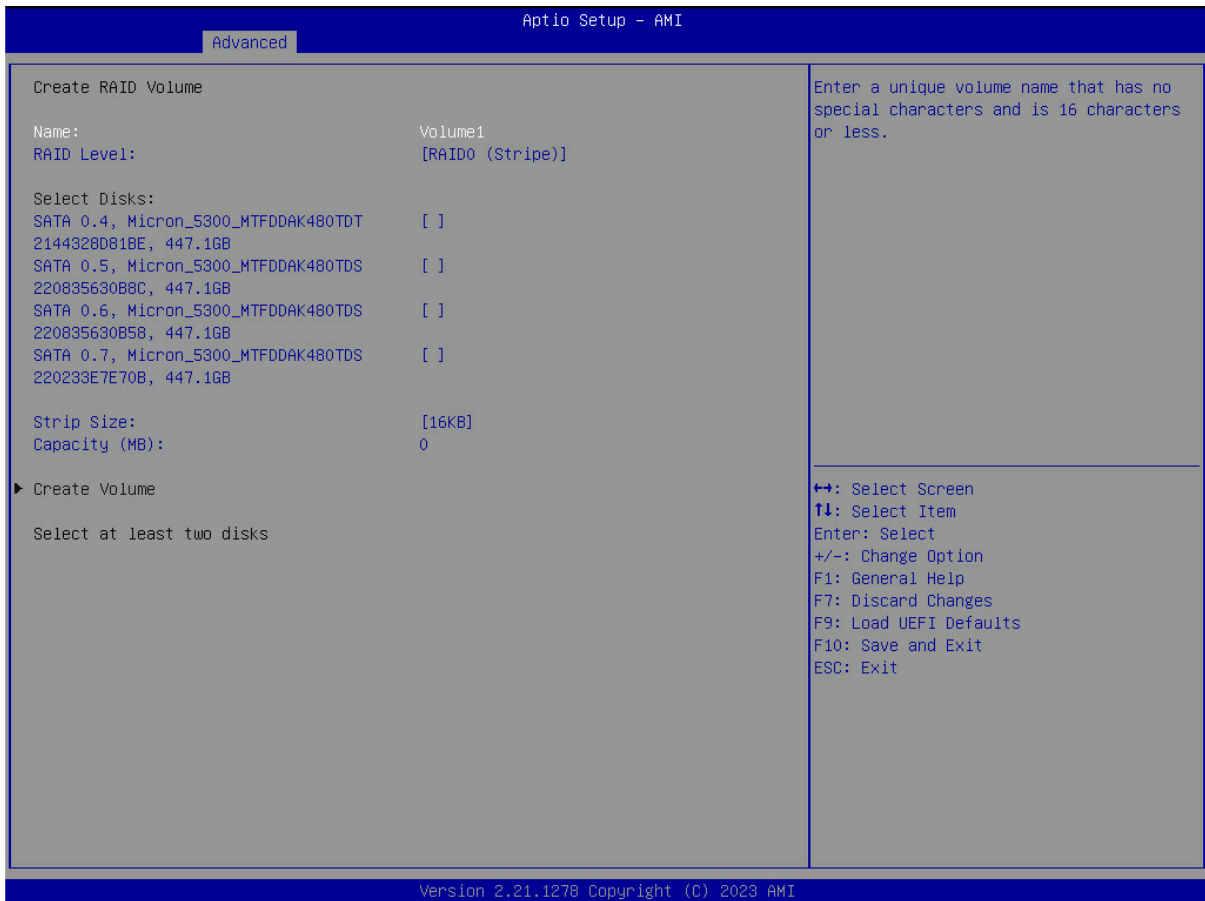 Aptio Setup – AMI
Advanced
Create RAID Volume
Name: Volume1
RAID Level: [RAID0 (Stripe)]
Select Disks:
SATA 0.4, Micron_5300_MTFDDAK480TDT [ ]
2144328D81BE, 447.1GB
SATA 0.5, Micron_5300_MTFDDAK480TDS [ ]
220835630B8C, 447.1GB
SATA 0.6, Micron_5300_MTFDDAK480TDS [ ]
220835630B58, 447.1GB
SATA 0.7, Micron_5300_MTFDDAK480TDS [ ]
220233E7E70B, 447.1GB
Strip Size: [16KB]
Capacity (MB): 0
Create Volume
Select at least two disks
Enter a unique volume name that has no
special characters and is 16 characters
or less.
↔: Select Screen
↑↓: Select Item
Enter: Select
+/-: Change Option
F1: General Help
F7: Discard Changes
F9: Load UEFI Defaults
F10: Save and Exit
ESC: Exit
Version 2.21.1278 Copyright (C) 2023 AMI